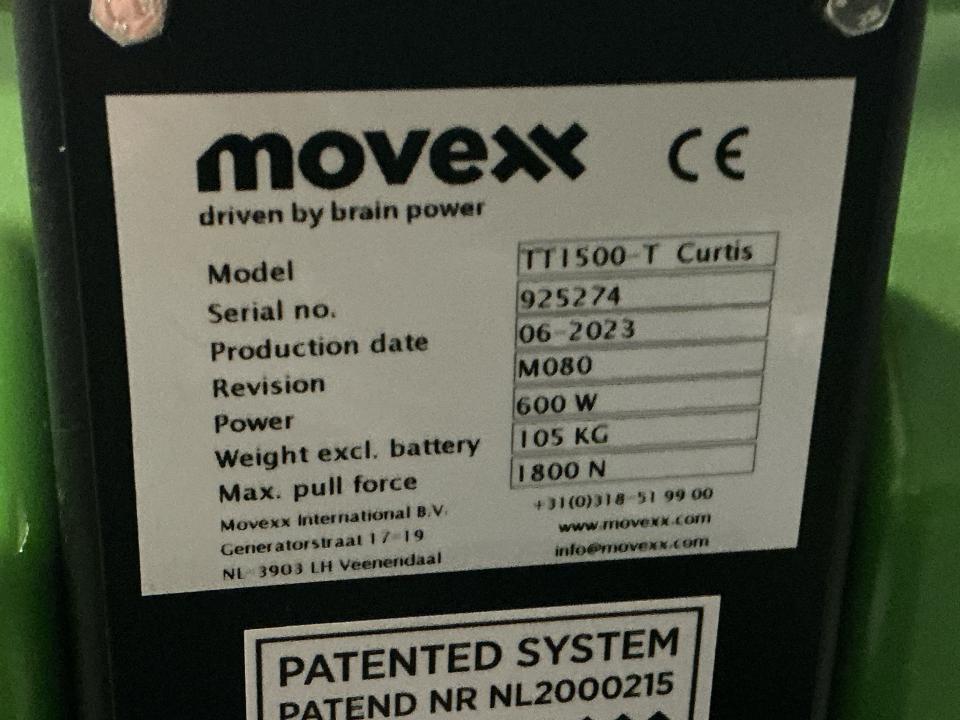 movexx CE
driven by brain power
Model TT1500-T Curtis
Serial no. 925274
Production date 06-2023
Revision M080
Power 600 W
Weight excl. battery 105 KG
Max. pull force 1800 N
Movexx International B.V. +31(0)318-51 99 00
Generatorstraat 17-19 www.movexx.com
NL-3903 LH Veenendaal info@movexx.com
PATENTED SYSTEM
PATEND NR NL2000215